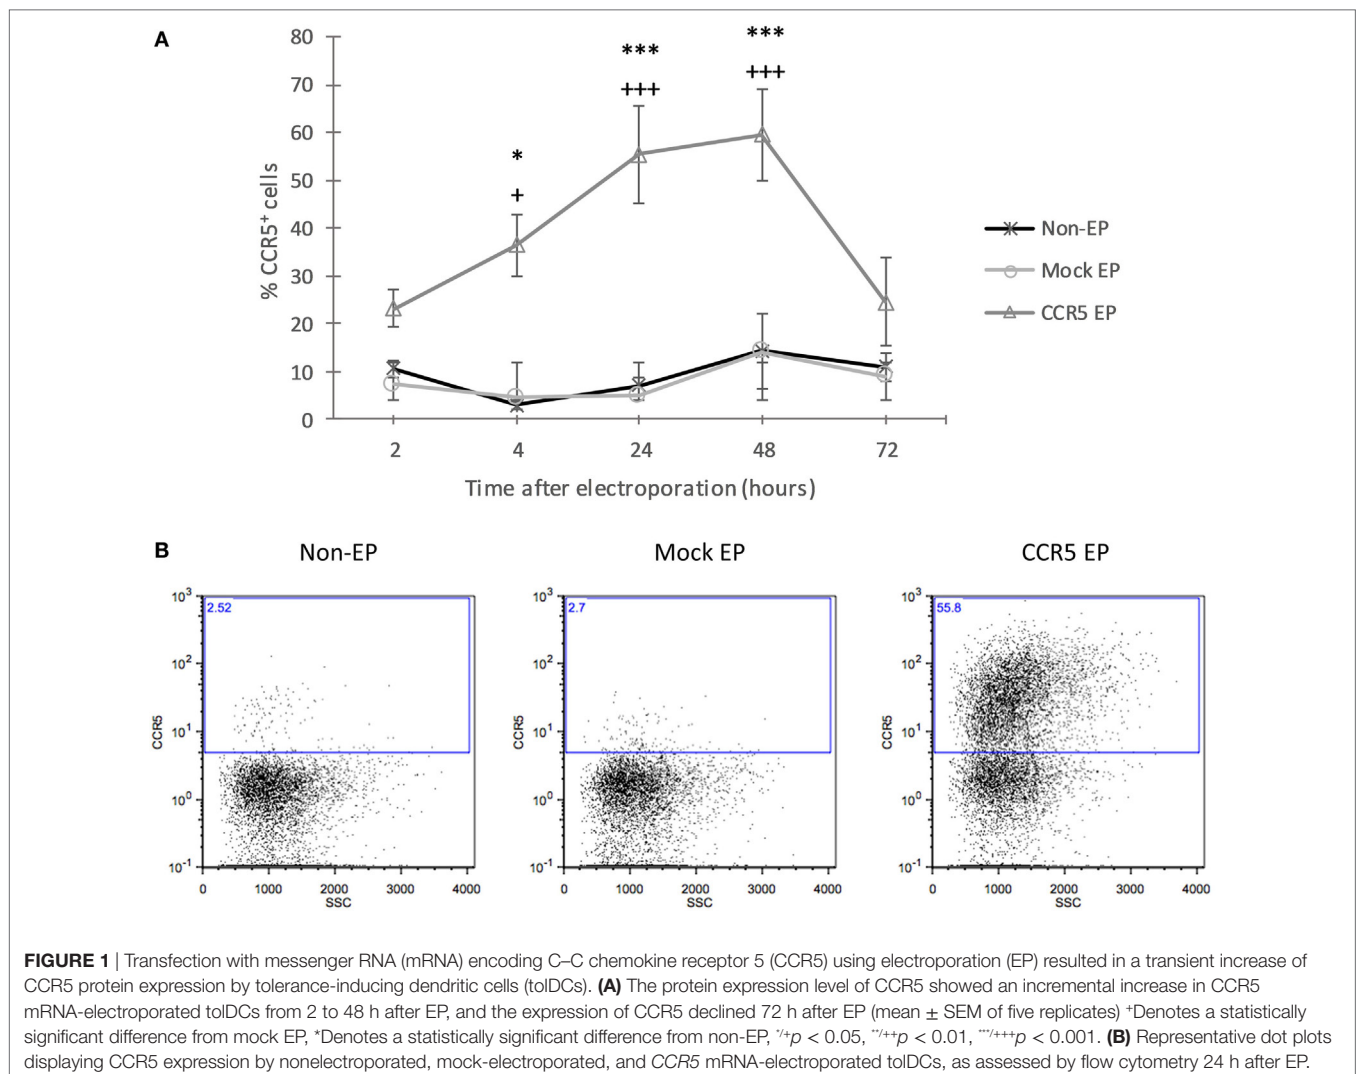 A
80
70
60
50
40
30
20
10
0
% CCR5+ cells
***
+++
***
+++
*
+
Non-EP
Mock EP
CCR5 EP
2 4 24 48 72
Time after electroporation (hours)
B
Non-EP Mock EP CCR5 EP
10³
10²
10¹
10⁰
10⁻¹
CCR5
2.52
0 1000 2000 3000 4000
SSC
10³
10²
10¹
10⁰
10⁻¹
CCR5
2.7
0 1000 2000 3000 4000
SSC
10³
10²
10¹
10⁰
10⁻¹
CCR5
55.8
0 1000 2000 3000 4000
SSC
FIGURE 1 | Transfection with messenger RNA (mRNA) encoding C–C chemokine receptor 5 (CCR5) using electroporation (EP) resulted in a transient increase of
CCR5 protein expression by tolerance-inducing dendritic cells (tolDCs). (A) The protein expression level of CCR5 showed an incremental increase in CCR5
mRNA-electroporated tolDCs from 2 to 48 h after EP, and the expression of CCR5 declined 72 h after EP (mean ± SEM of five replicates) +Denotes a statistically
significant difference from mock EP, *Denotes a statistically significant difference from non-EP, */+p < 0.05, **/++p < 0.01, ***/+++p < 0.001. (B) Representative dot plots
displaying CCR5 expression by nonelectroporated, mock-electroporated, and CCR5 mRNA-electroporated tolDCs, as assessed by flow cytometry 24 h after EP.